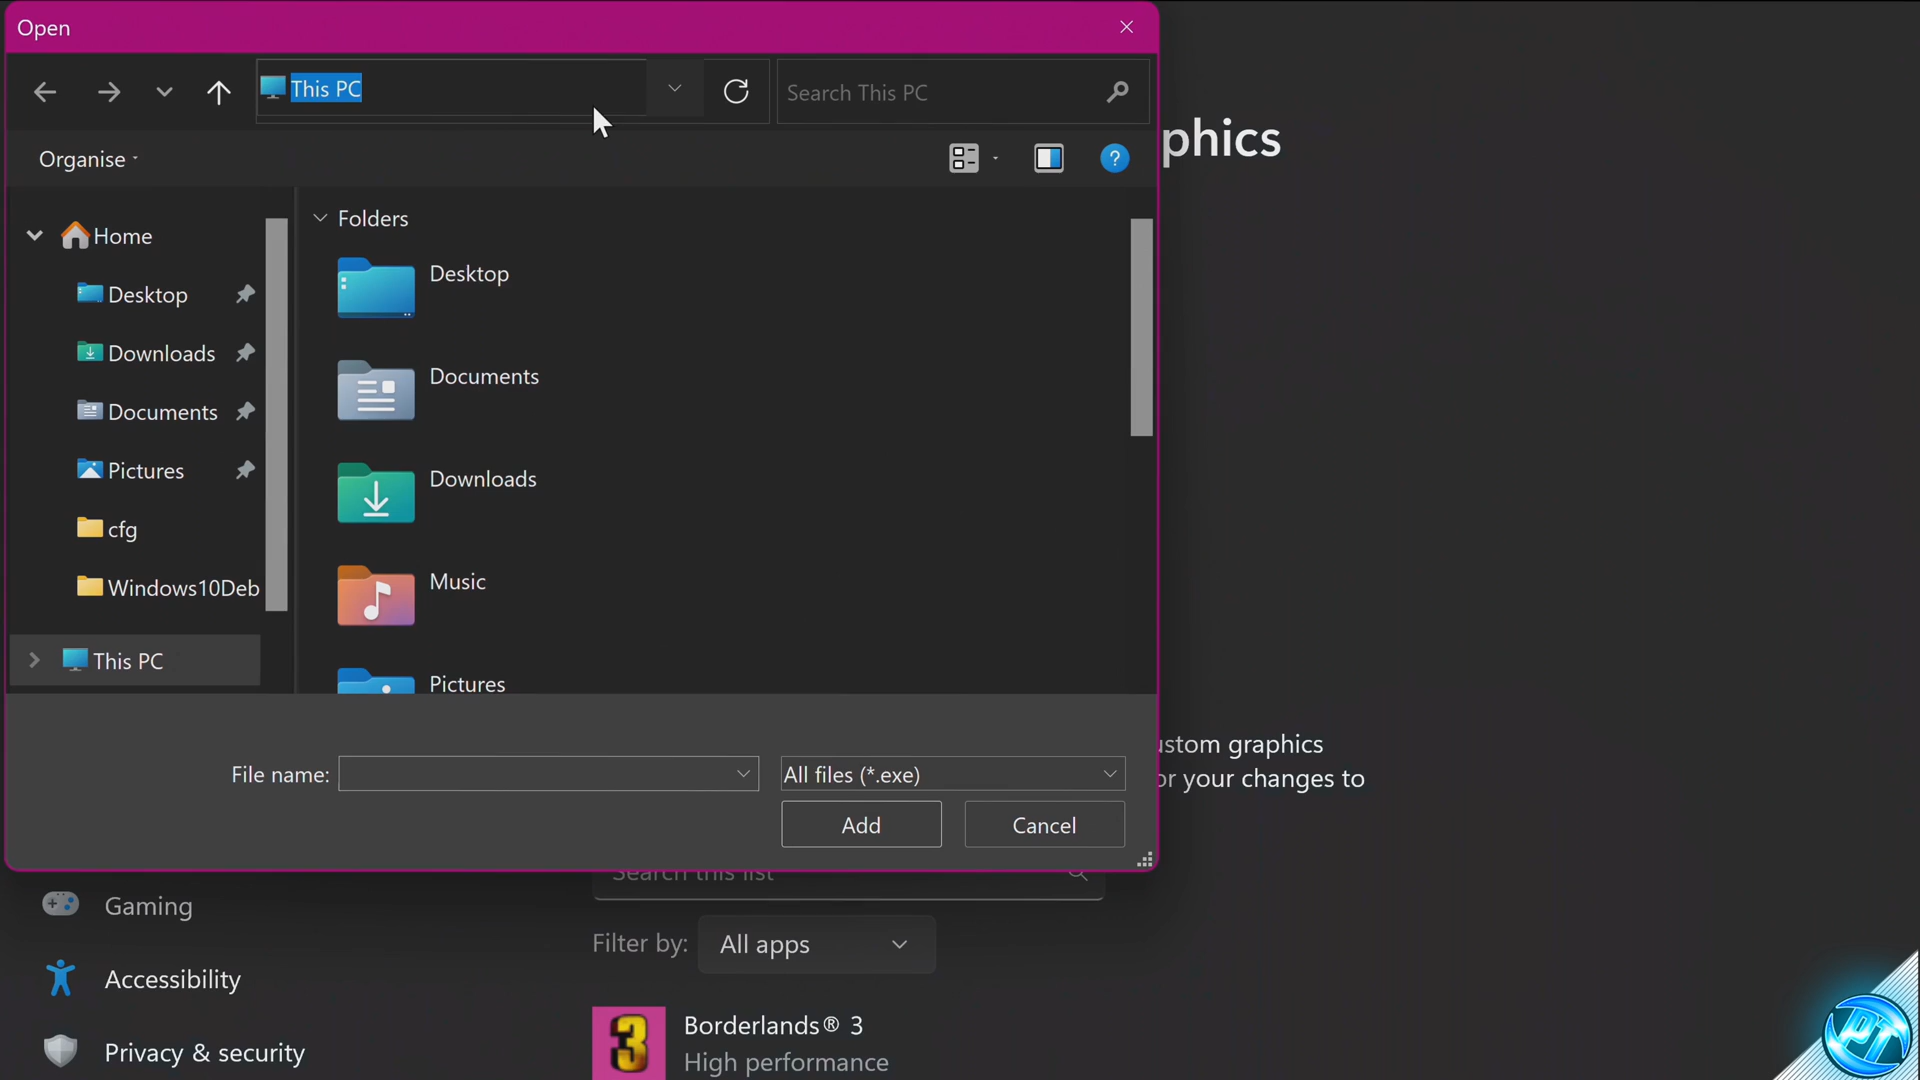 Open
This PC
Search This PC
Organise
phics
Home
Desktop
Downloads
Documents
Pictures
cfg
Windows10Deb
This PC
Folders
Desktop
Documents
Downloads
Music
Pictures
File name:
All files (*.exe)
Add
Cancel
ustom graphics
or your changes to
Search this list
Gaming
Accessibility
Privacy & security
Filter by: All apps
3
Borderlands® 3
High performance
PT